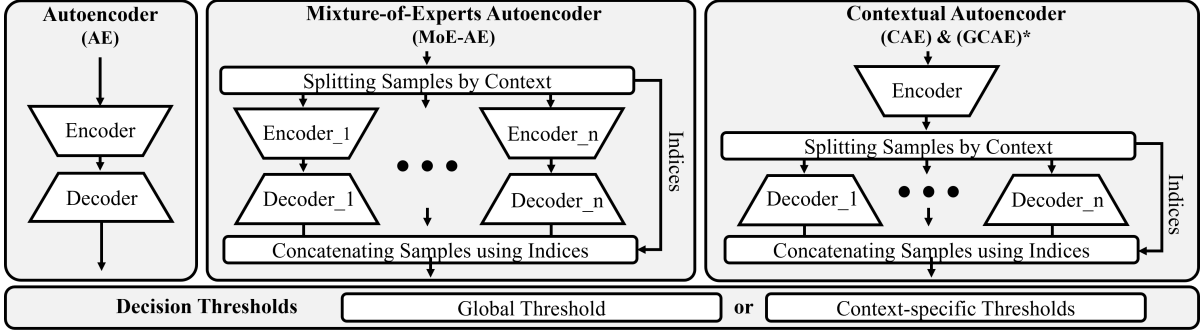 Autoencoder
(AE)
Encoder
Decoder
Mixture-of-Experts Autoencoder
(MoE-AE)
Splitting Samples by Context
Encoder_1
Encoder_n
Decoder_1
Decoder_n
Indices
Concatenating Samples using Indices
Contextual Autoencoder
(CAE) & (GCAE)*
Encoder
Splitting Samples by Context
Decoder_1
Decoder_n
Indices
Concatenating Samples using Indices
Decision Thresholds
Global Threshold
or
Context-specific Thresholds